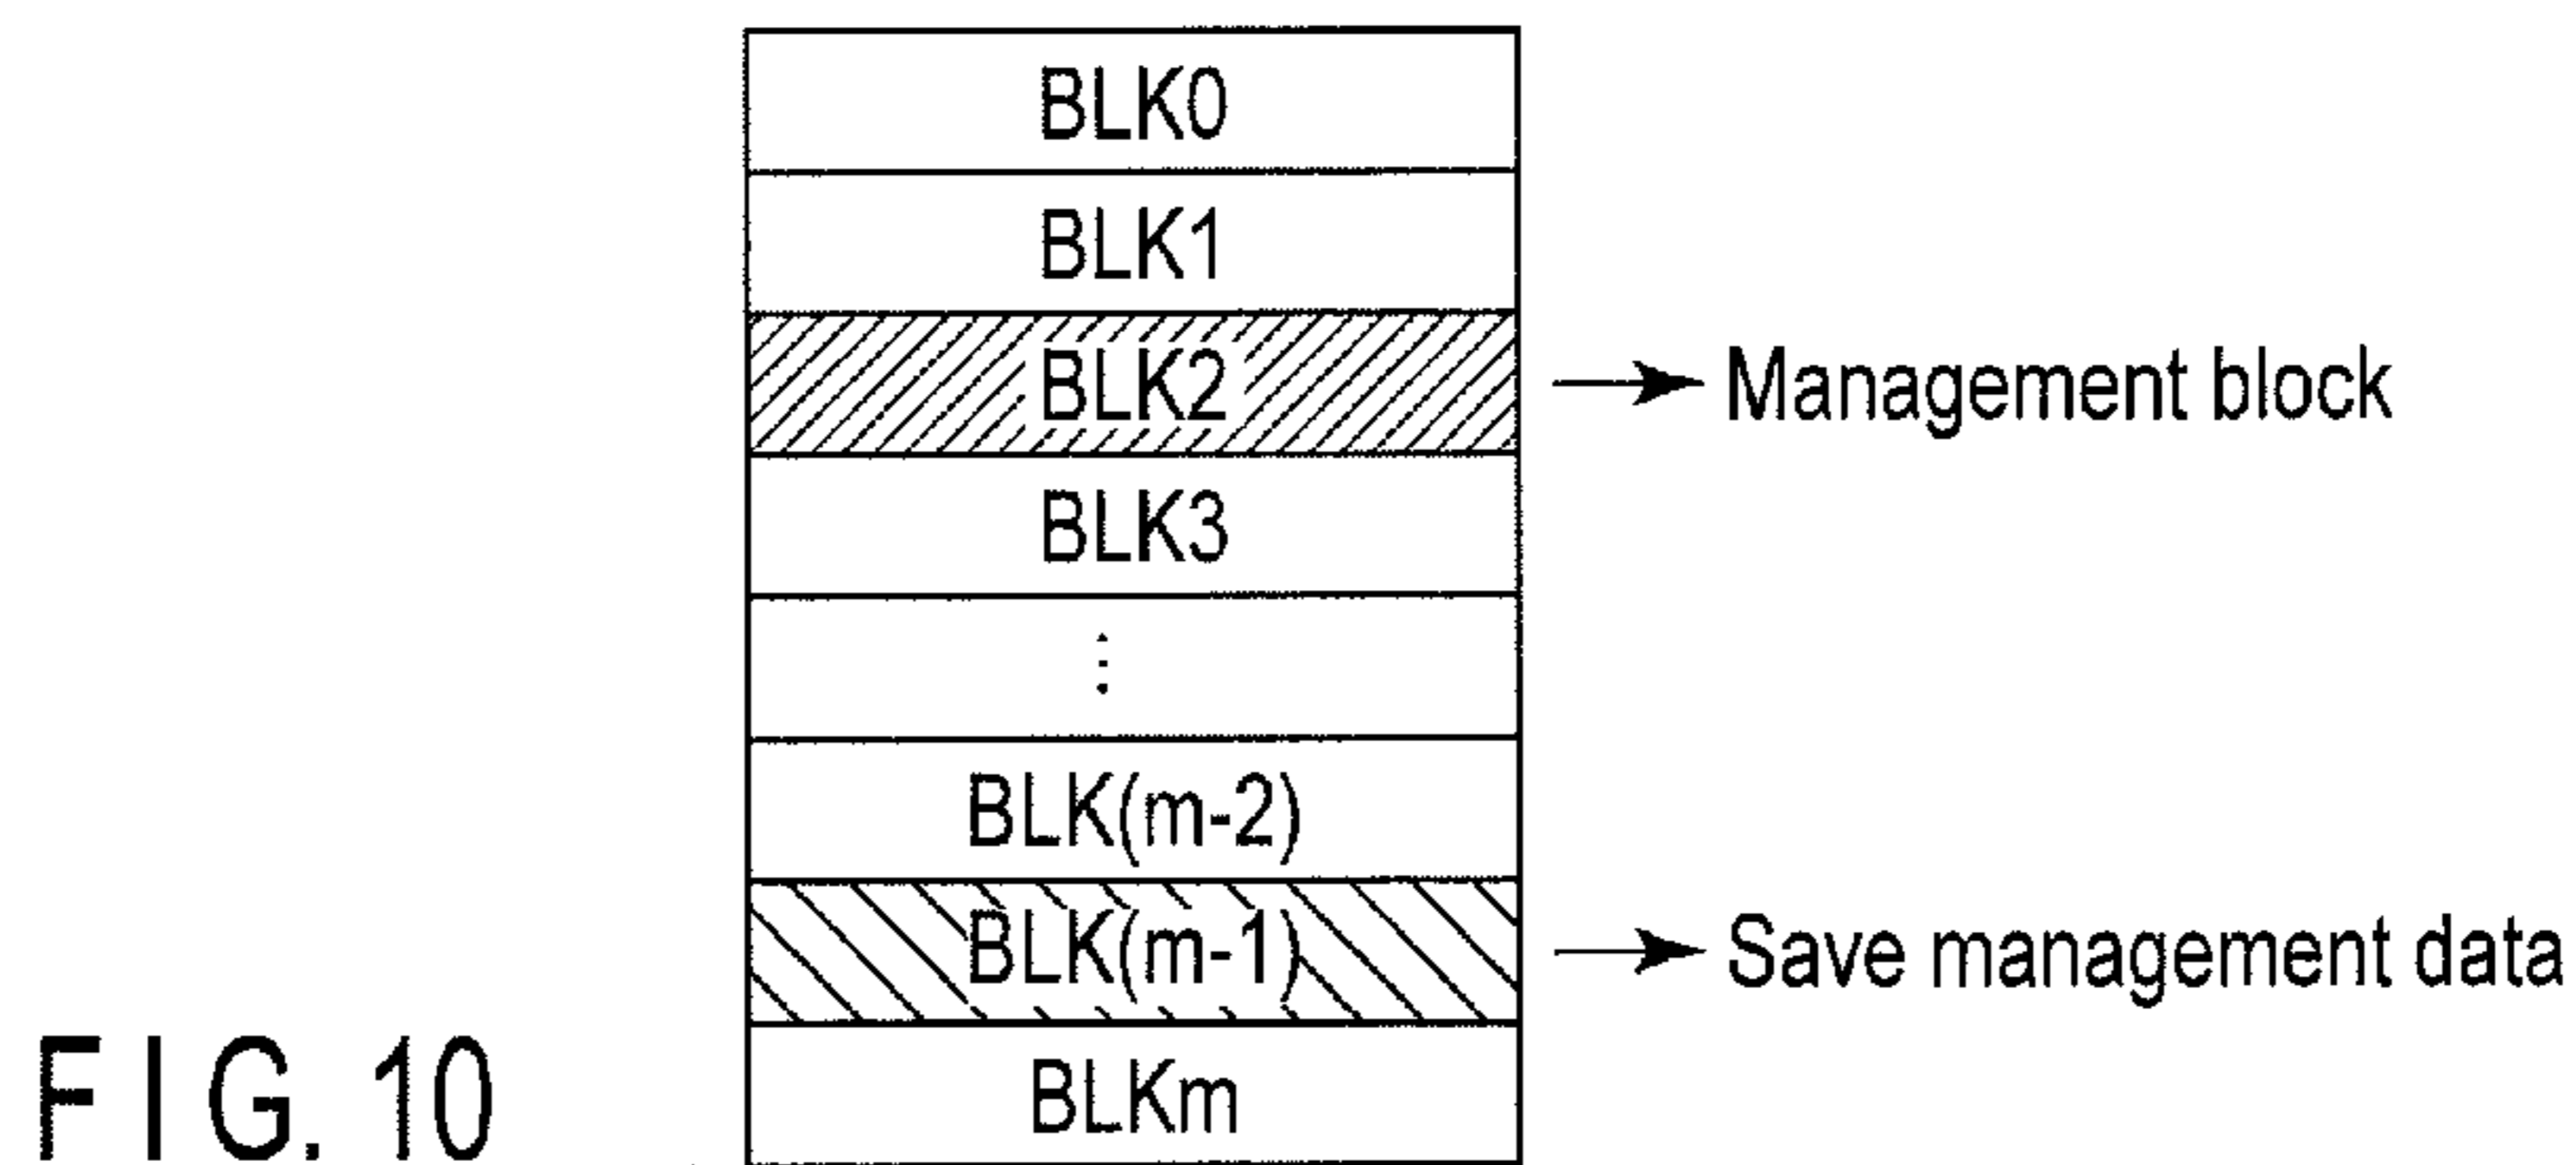 BLK0
BLK1
BLK2 → Management block
BLK3
⋮
BLK(m-2)
BLK(m-1) → Save management data
BLKm
FIG. 10